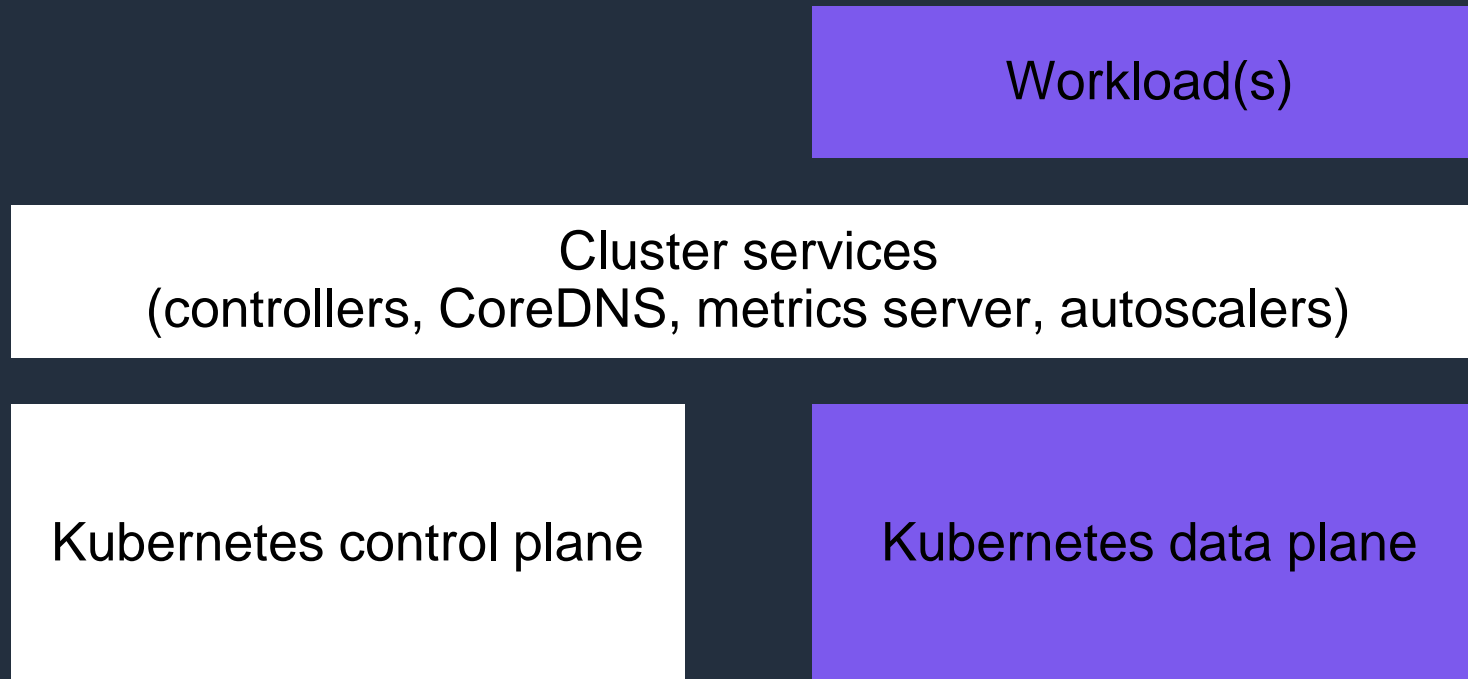 Workload(s)
Cluster services
(controllers, CoreDNS, metrics server, autoscalers)
Kubernetes control plane
Kubernetes data plane